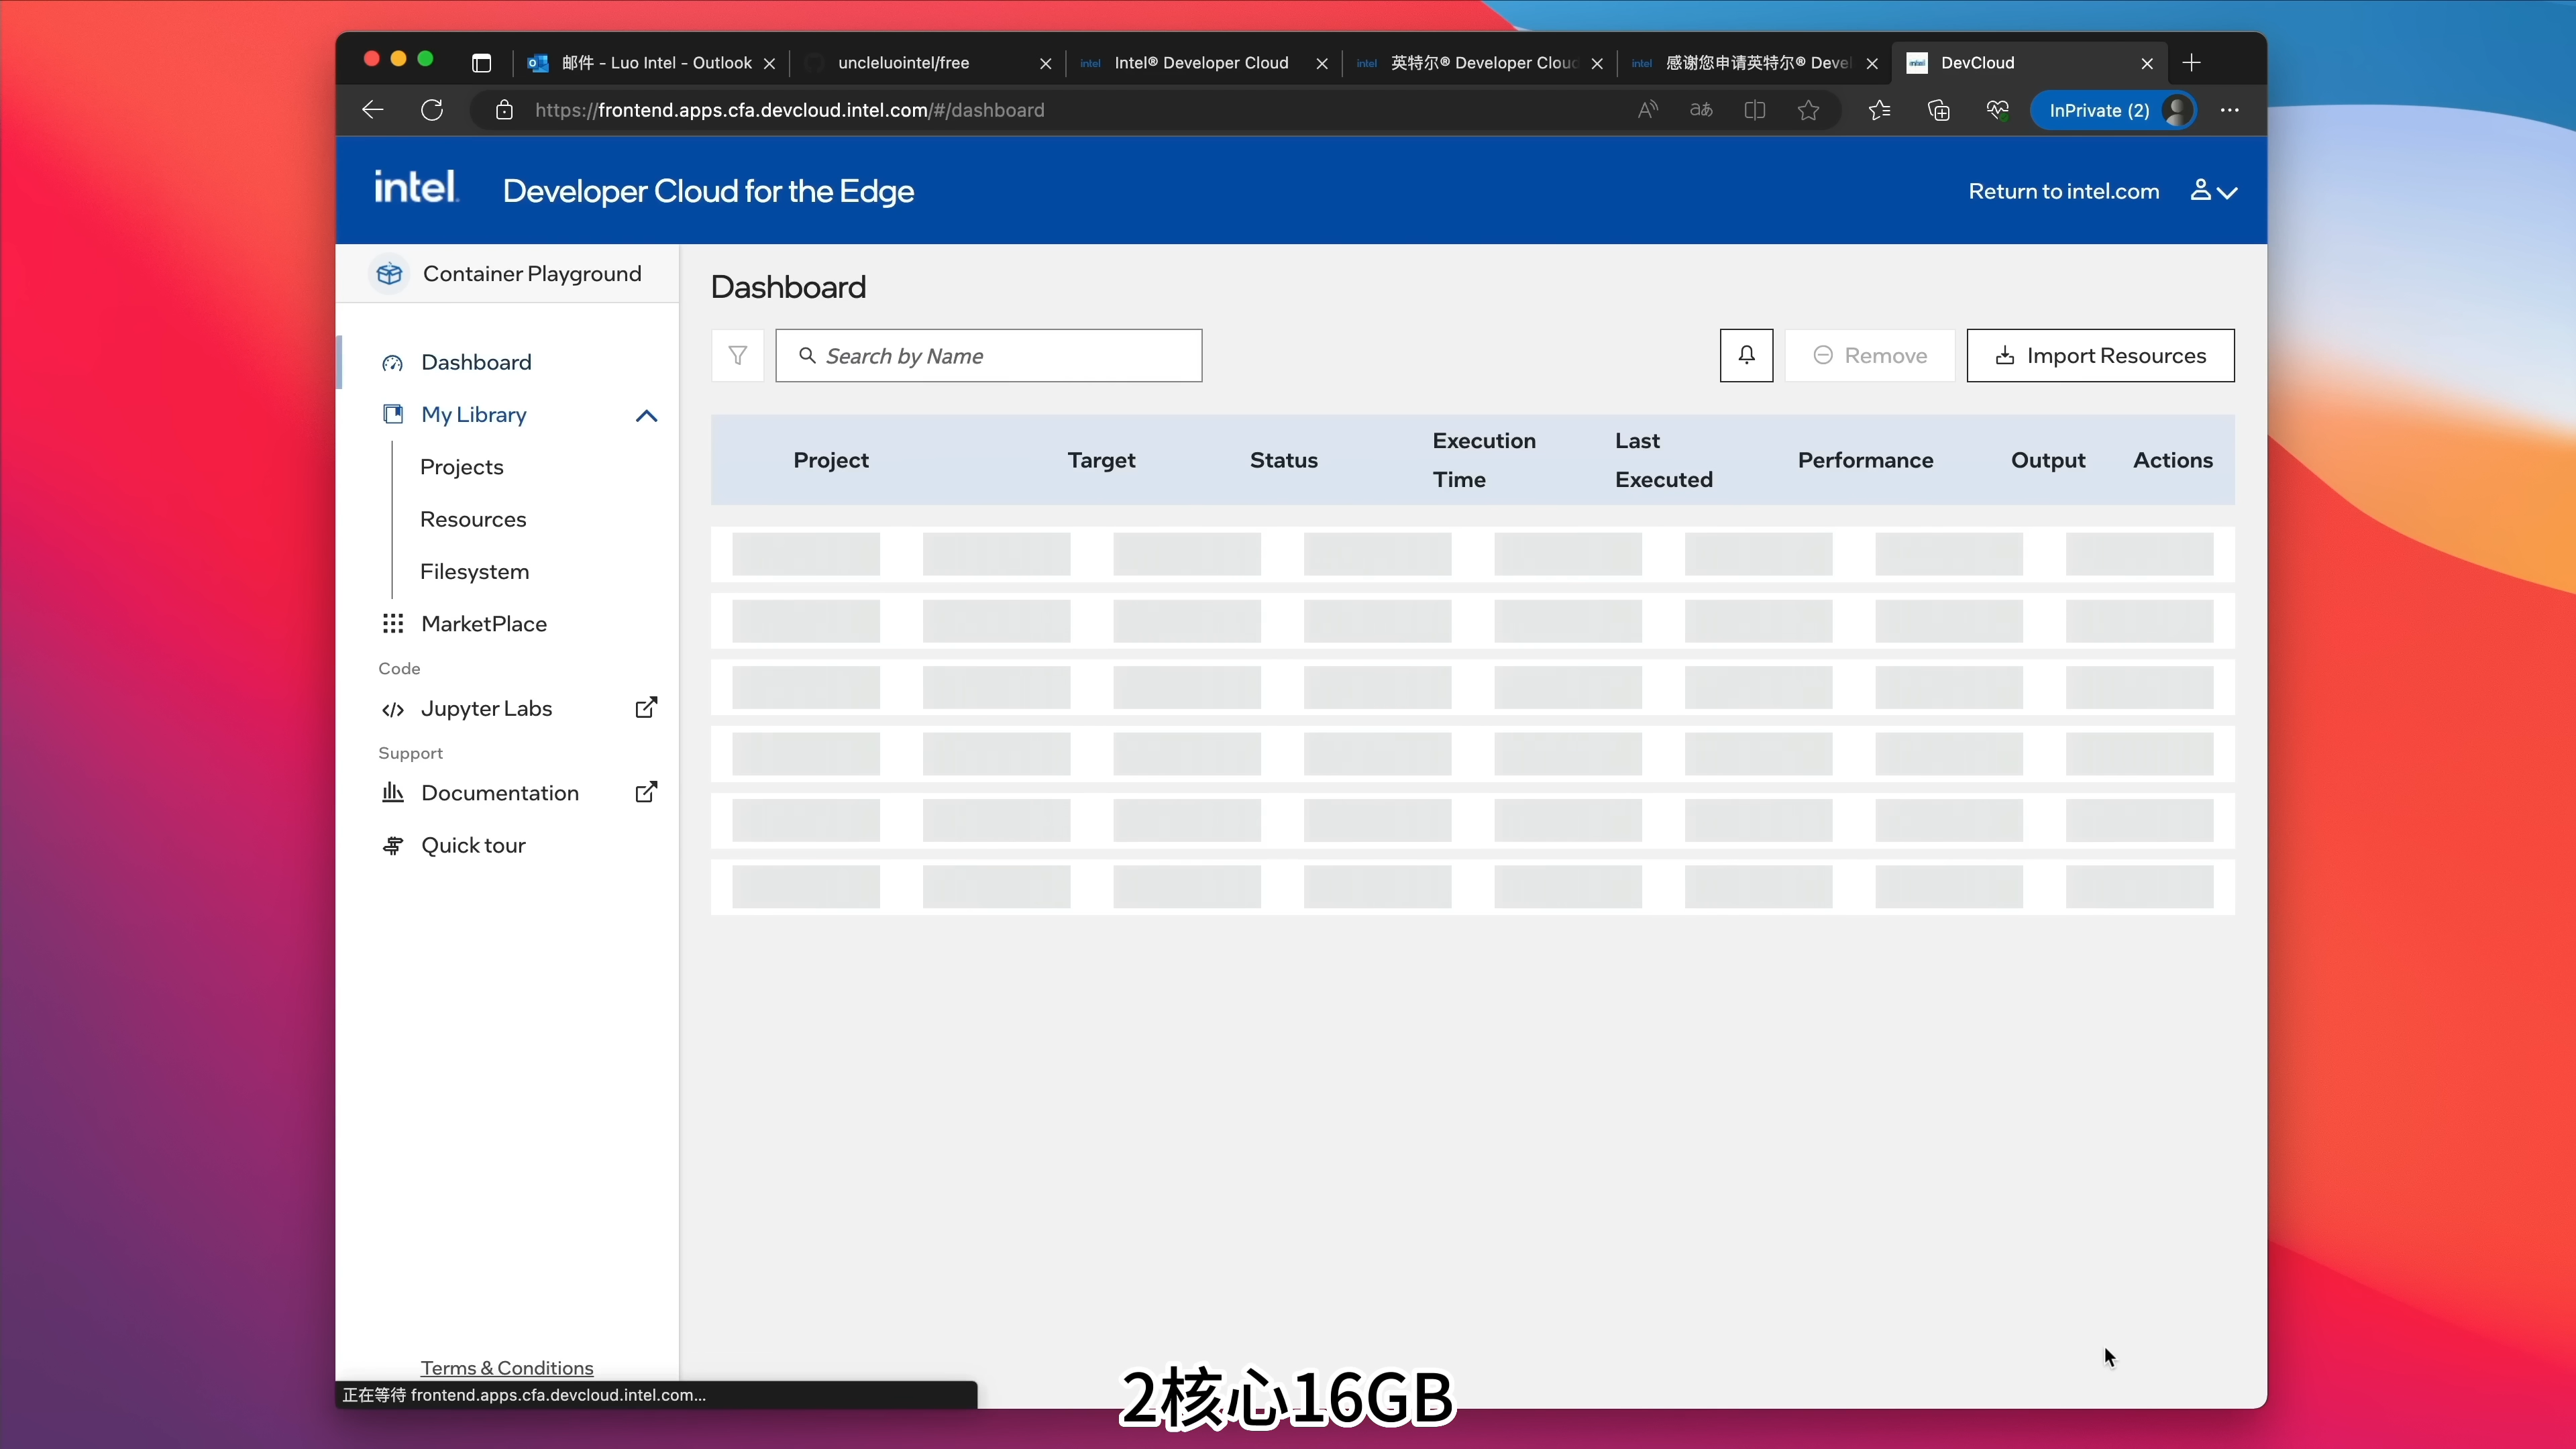 邮件 - Luo Intel - Outlook
uncleluointel/free
intel
Intel® Developer Cloud
intel
英特尔® Developer Cloud
intel
感谢您申请英特尔® Devel
intel
DevCloud
https://frontend.apps.cfa.devcloud.intel.com/#/dashboard
InPrivate (2)
intel.
Developer Cloud for the Edge
Return to intel.com
Container Playground
Dashboard
My Library
Projects
Resources
Filesystem
MarketPlace
Code
Jupyter Labs
Support
Documentation
Quick tour
Terms & Conditions
Dashboard
Search by Name
Remove
Import Resources
Project
Target
Status
Execution
Time
Last
Executed
Performance
Output
Actions
正在等待 frontend.apps.cfa.devcloud.intel.com...
2核心16GB